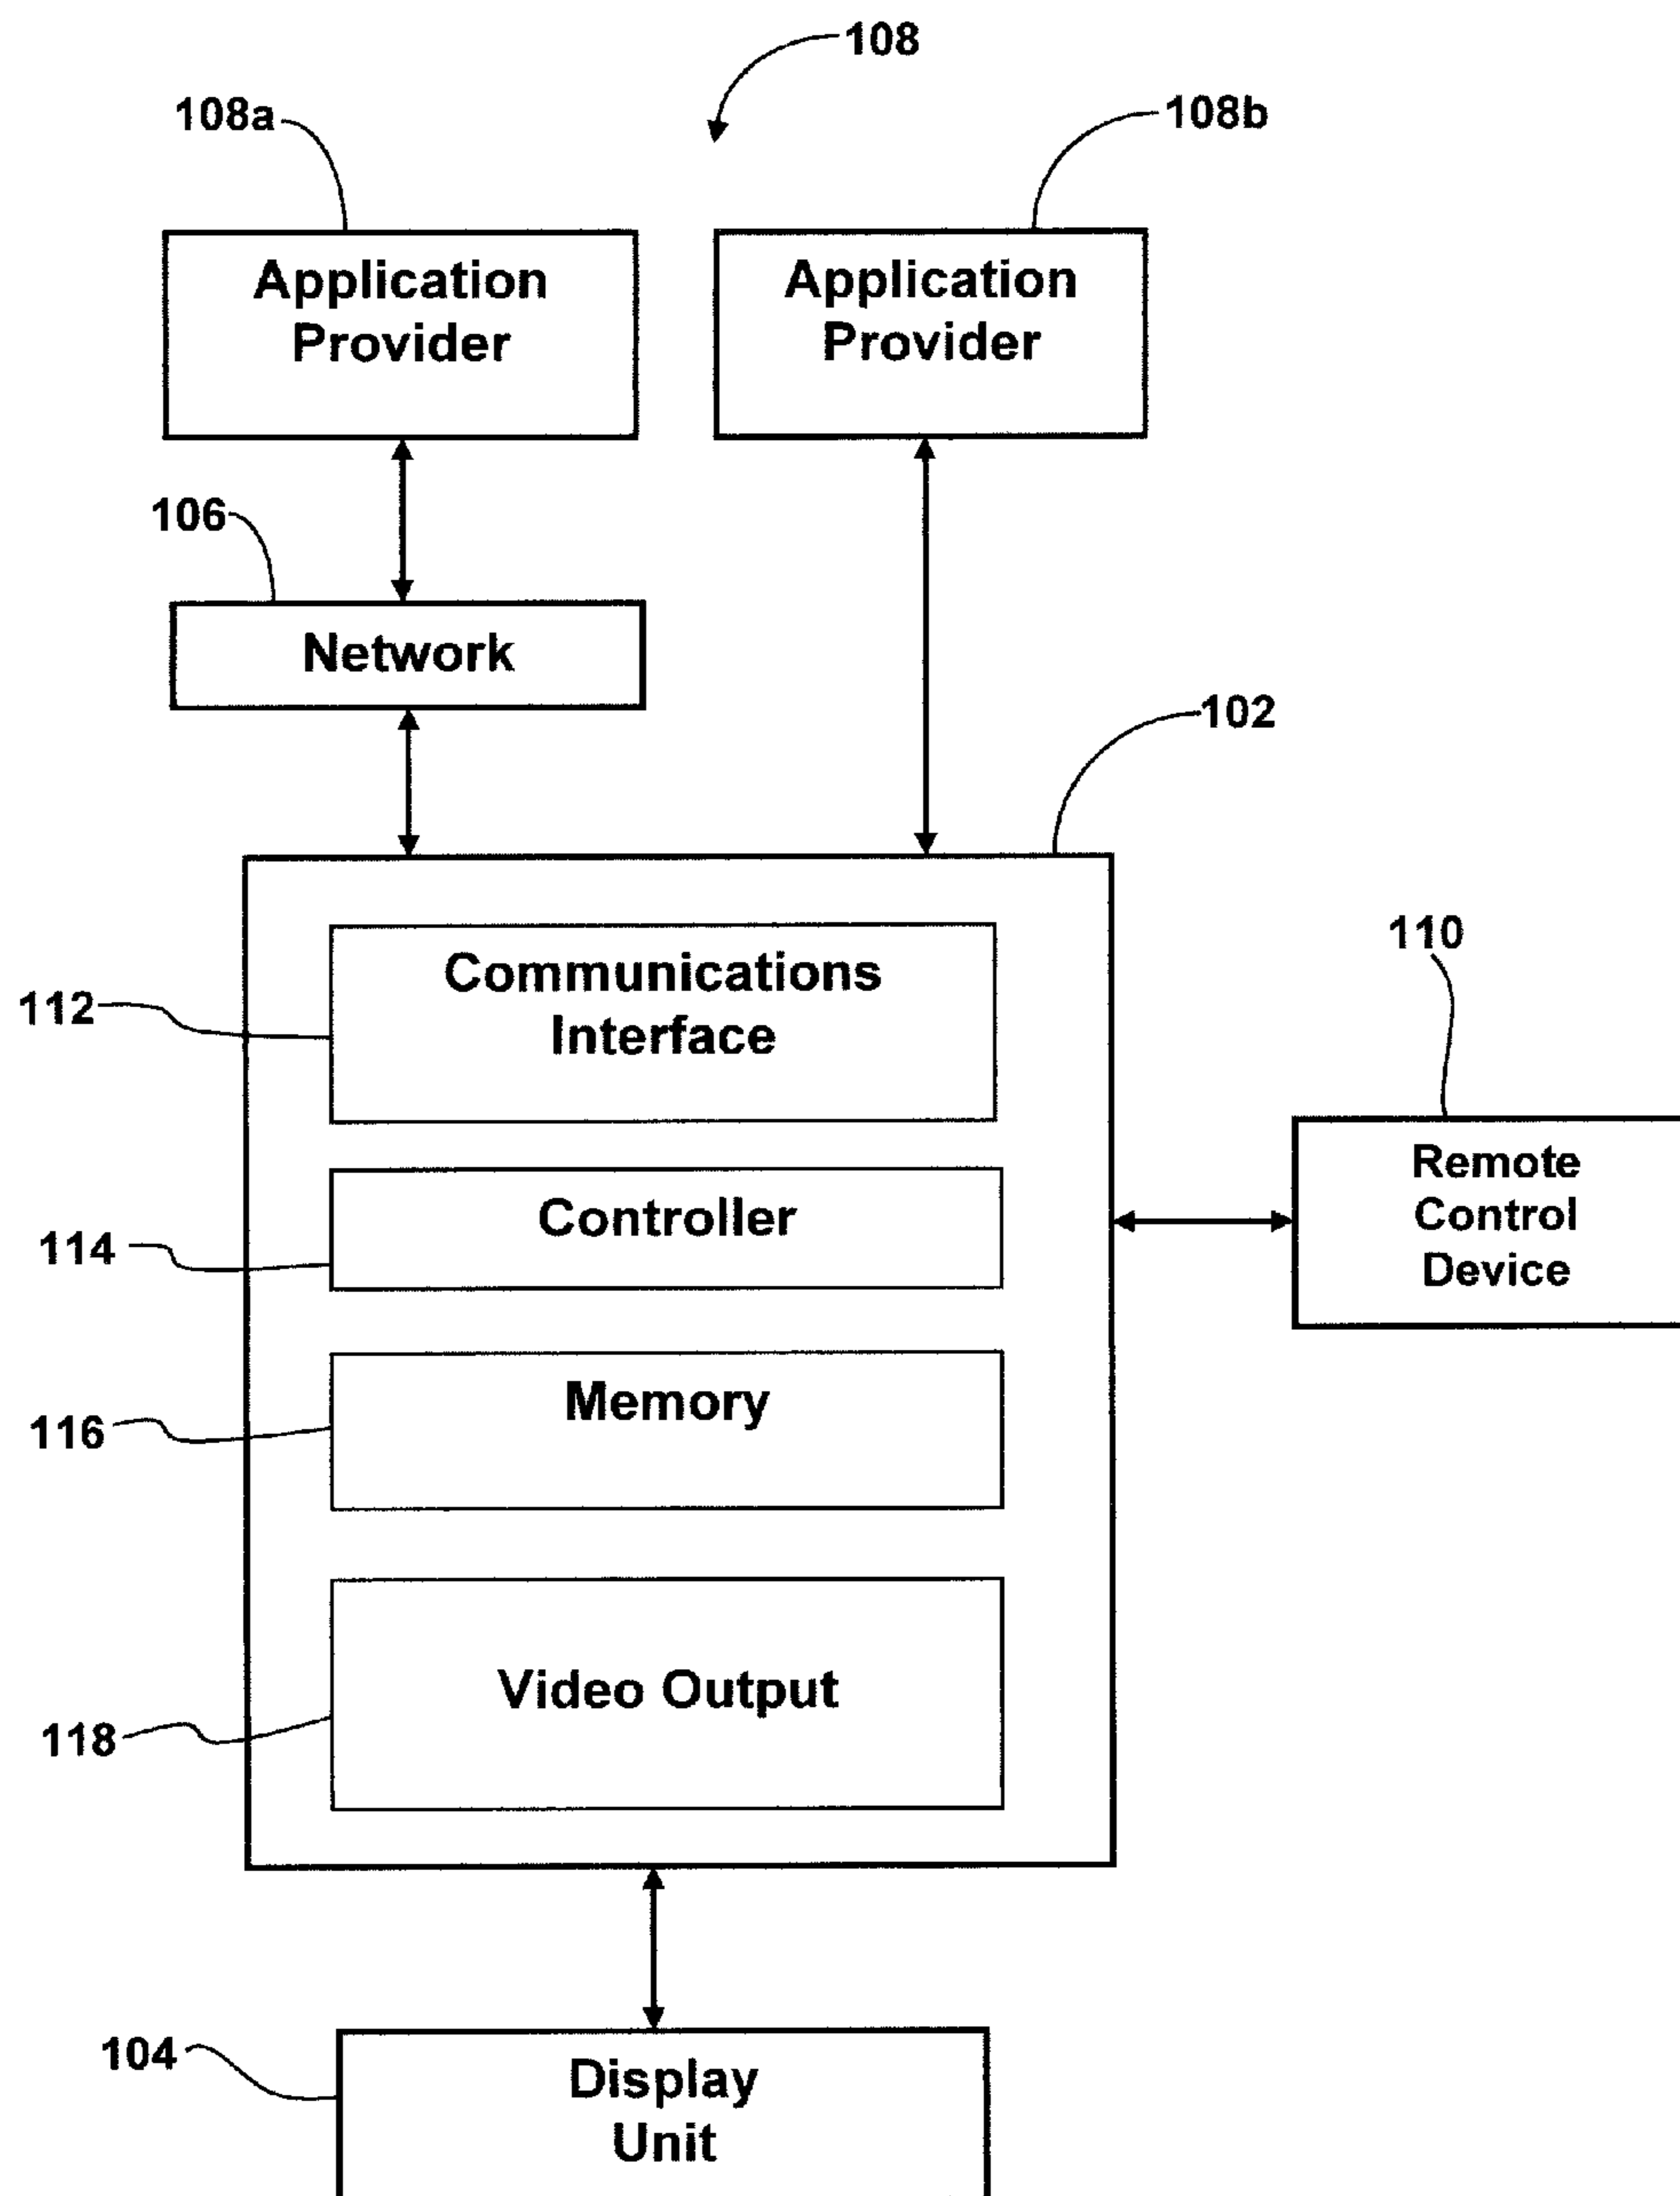 108
108a
108b
Application
Provider
Application
Provider
106
Network
102
Communications
Interface
112
110
Remote
Control
Device
Controller
114
Memory
116
Video Output
118
104
Display
Unit